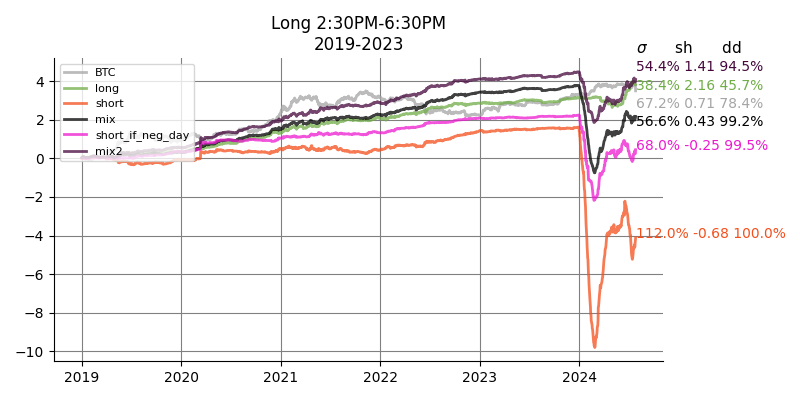 Long 2:30PM-6:30PM
2019-2023
σ sh dd
54.4% 1.41 94.5%
38.4% 2.16 45.7%
67.2% 0.71 78.4%
56.6% 0.43 99.2%
68.0% -0.25 99.5%
112.0% -0.68 100.0%
BTC
long
short
mix
short_if_neg_day
mix2
4
2
0
−2
−4
−6
−8
−10
2019 2020 2021 2022 2023 2024